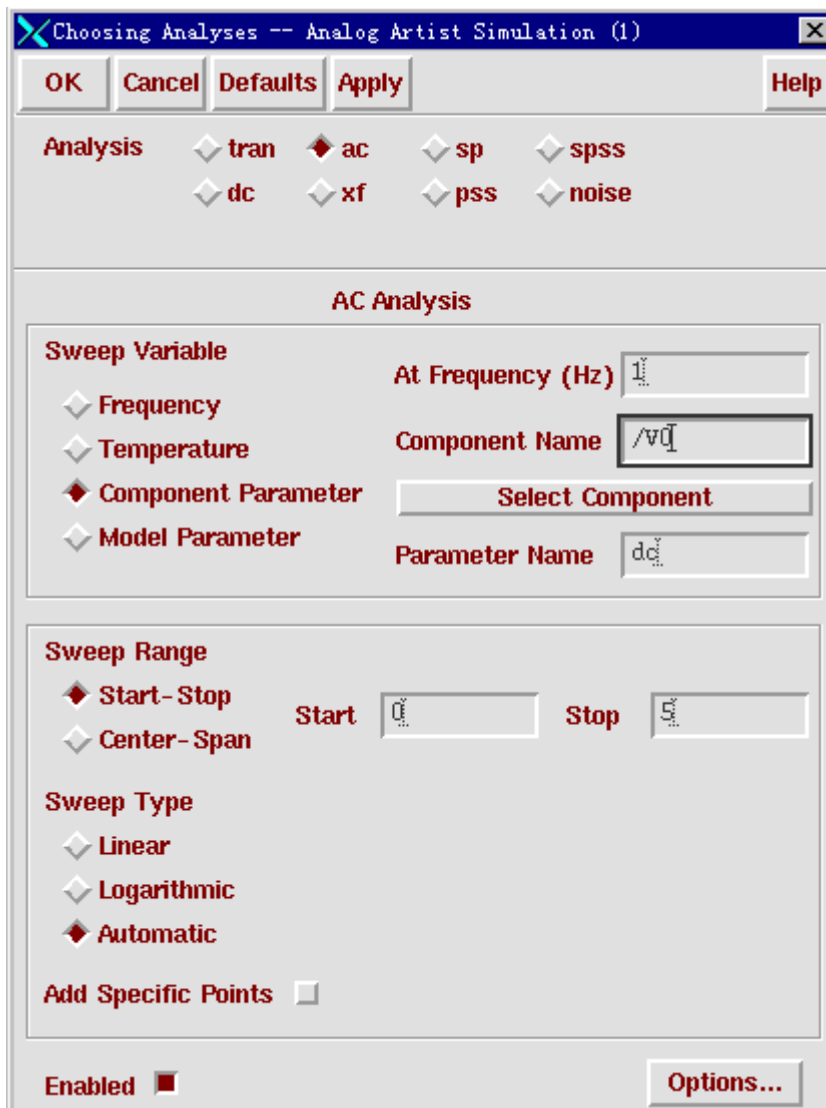 Choosing Analyses -- Analog Artist Simulation (1)
OK Cancel Defaults Apply Help
Analysis tran ac sp spss
dc xf pss noise
AC Analysis
Sweep Variable
Frequency
Temperature
Component Parameter
Model Parameter
At Frequency (Hz) 1
Component Name /V0
Select Component
Parameter Name dc
Sweep Range
Start-Stop
Center-Span
Start 0 Stop 5
Sweep Type
Linear
Logarithmic
Automatic
Add Specific Points
Enabled Options...